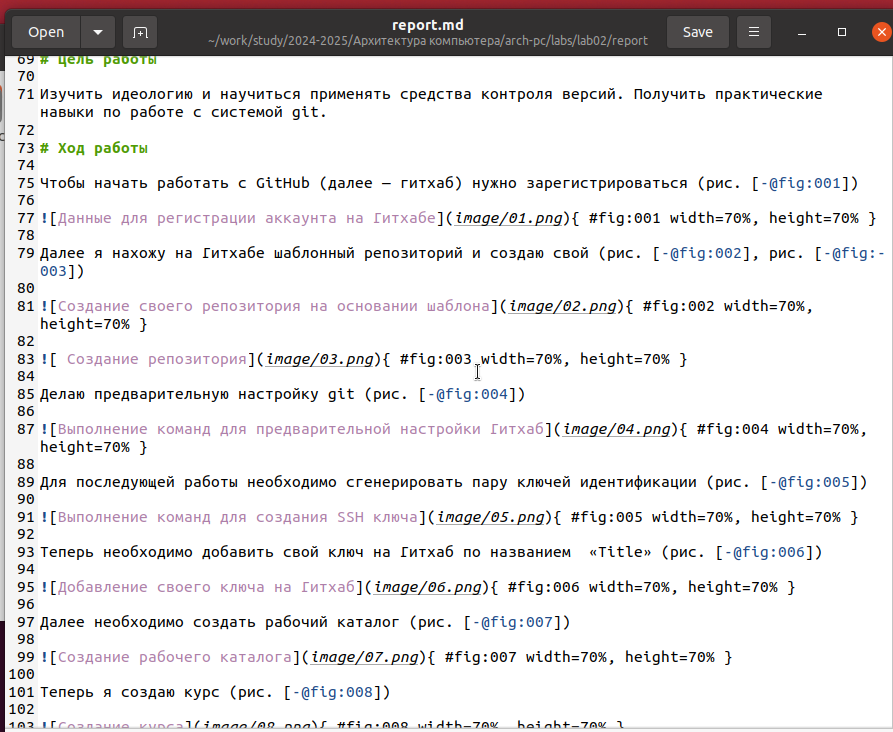 report.md
Open
~/work/study/2024-2025/Архитектура компьютера/arch-pc/labs/lab02/report
Save
69 # Цель работы
70
71 Изучить идеологию и научиться применять средства контроля версий. Получить практические
навыки по работе с системой git.
72
73 # Ход работы
74
75 Чтобы начать работать с GitHub (далее – гитхаб) нужно зарегистрироваться (рис. [-@fig:001])
76
77 ![Данные для регистрации аккаунта на Гитхабе](image/01.png){ #fig:001 width=70%, height=70% }
78
79 Далее я нахожу на Гитхабе шаблонный репозиторий и создаю свой (рис. [-@fig:002], рис. [-@fig:-
003])
80
81 ![Создание своего репозитория на основании шаблона](image/02.png){ #fig:002 width=70%,
height=70% }
82
83 ![ Создание репозитория](image/03.png){ #fig:003 width=70%, height=70% }
84
85 Делаю предварительную настройку git (рис. [-@fig:004])
86
87 ![Выполнение команд для предварительной настройки Гитхаб](image/04.png){ #fig:004 width=70%,
height=70% }
88
89 Для последующей работы необходимо сгенерировать пару ключей идентификации (рис. [-@fig:005])
90
91 ![Выполнение команд для создания SSH ключа](image/05.png){ #fig:005 width=70%, height=70% }
92
93 Теперь необходимо добавить свой ключ на Гитхаб по названием  «Title» (рис. [-@fig:006])
94
95 ![Добавление своего ключа на Гитхаб](image/06.png){ #fig:006 width=70%, height=70% }
96
97 Далее необходимо создать рабочий каталог (рис. [-@fig:007])
98
99 ![Создание рабочего каталога](image/07.png){ #fig:007 width=70%, height=70% }
100
101 Теперь я создаю курс (рис. [-@fig:008])
102
103 ![Создание курса](image/08.png){ #fig:008 width=70%, height=70% }